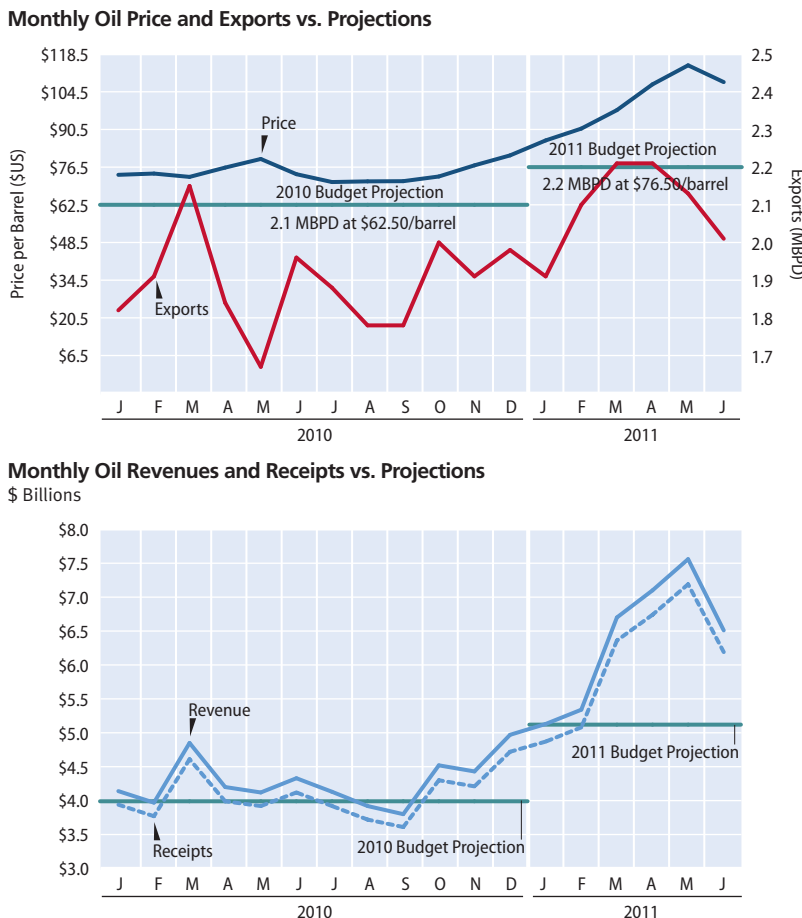 Monthly Oil Price and Exports vs. Projections
$118.5
$104.5
$90.5
$76.5
$62.5
$48.5
$34.5
$20.5
$6.5
Price per Barrel ($US)
2.5
2.4
2.3
2.2
2.1
2.0
1.9
1.8
1.7
Exports (MBPD)
Price
2011 Budget Projection
2.2 MBPD at $76.50/barrel
2010 Budget Projection
2.1 MBPD at $62.50/barrel
Exports
J F M A M J J A S O N D J F M A M J
2010 2011
Monthly Oil Revenues and Receipts vs. Projections
$ Billions
$8.0
$7.5
$7.0
$6.5
$6.0
$5.5
$5.0
$4.5
$4.0
$3.5
$3.0
Revenue
2011 Budget Projection
2010 Budget Projection
Receipts
J F M A M J J A S O N D J F M A M J
2010 2011